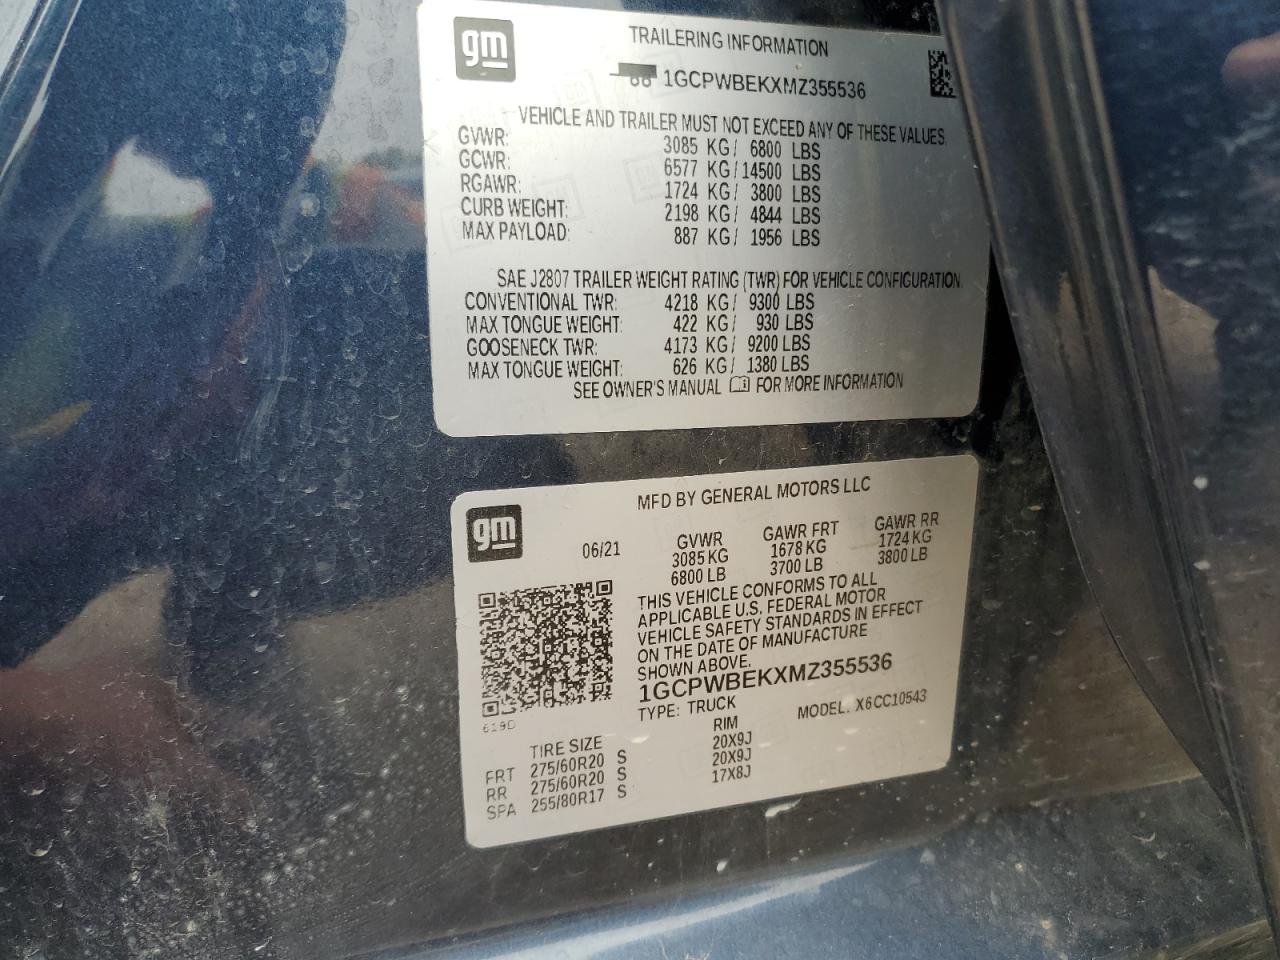 gm
TRAILERING INFORMATION
1GCPWBEKXMZ355536
VEHICLE AND TRAILER MUST NOT EXCEED ANY OF THESE VALUES.
GVWR: 3085 KG/ 6800 LBS
GCWR: 6577 KG/ 14500 LBS
RGAWR: 1724 KG/ 3800 LBS
CURB WEIGHT: 2198 KG/ 4844 LBS
MAX PAYLOAD: 887 KG/ 1956 LBS
SAE J2807 TRAILER WEIGHT RATING (TWR) FOR VEHICLE CONFIGURATION
CONVENTIONAL TWR: 4218 KG/ 9300 LBS
MAX TONGUE WEIGHT: 422 KG/ 930 LBS
GOOSENECK TWR: 4173 KG/ 9200 LBS
MAX TONGUE WEIGHT: 626 KG/ 1380 LBS
SEE OWNER'S MANUAL FOR MORE INFORMATION
gm
MFD BY GENERAL MOTORS LLC
06/21
GVWR GAWR FRT GAWR RR
3085 KG 1678 KG 1724 KG
6800 LB 3700 LB 3800 LB
THIS VEHICLE CONFORMS TO ALL
APPLICABLE U.S. FEDERAL MOTOR
VEHICLE SAFETY STANDARDS IN EFFECT
ON THE DATE OF MANUFACTURE
SHOWN ABOVE.
1GCPWBEKXMZ355536
TYPE: TRUCK MODEL: X6CC10543
619D
TIRE SIZE RIM
FRT 275/60R20 S 20X9J
RR 275/60R20 S 20X9J
SPA 255/80R17 S 17X8J